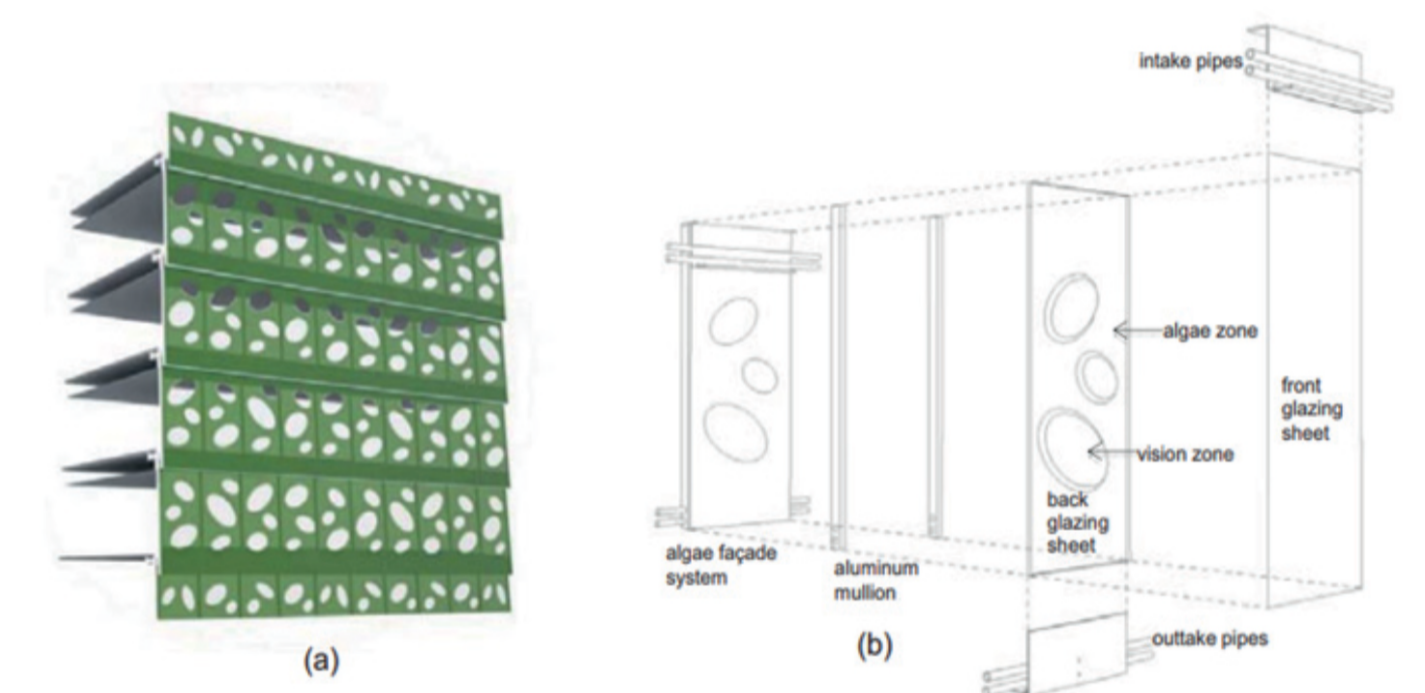 intake pipes
algae zone
front
glazing
sheet
vision zone
back
glazing
sheet
algae façade
system
aluminum
mullion
outtake pipes
(a)
(b)